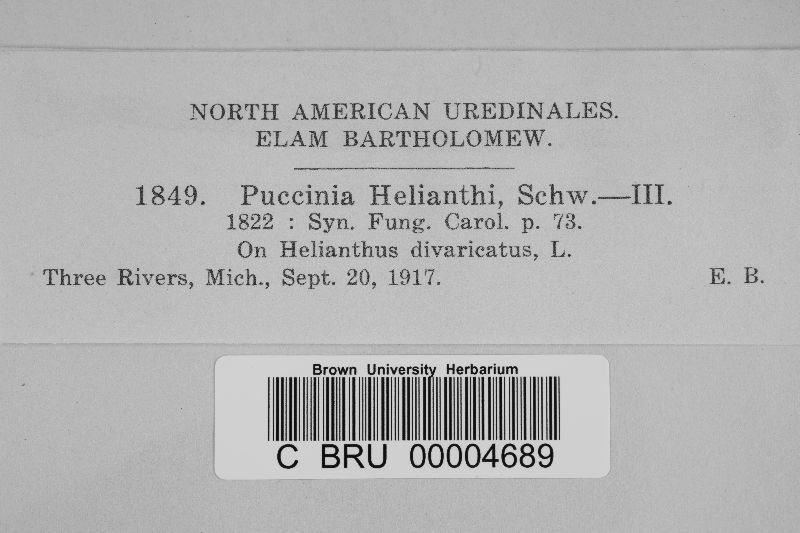 NORTH AMERICAN UREDINALES.
ELAM BARTHOLOMEW.
1849. Puccinia Helianthi, Schw.—III.
1822 : Syn. Fung. Carol. p. 73.
On Helianthus divaricatus, L.
Three Rivers, Mich., Sept. 20, 1917. E. B.
Brown University Herbarium
C BRU 00004689